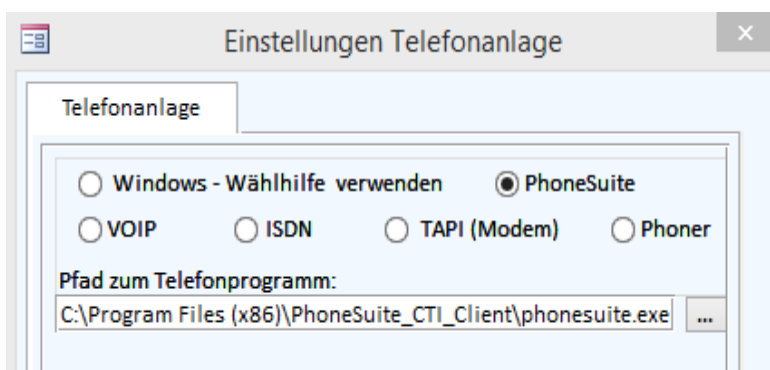 Einstellungen Telefonanlage
Telefonanlage
Windows - Wählhilfe verwenden PhoneSuite
VOIP ISDN TAPI (Modem) Phoner
Pfad zum Telefonprogramm:
C:\Program Files (x86)\PhoneSuite_CTI_Client\phonesuite.exe ...